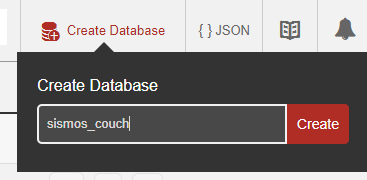 Create Database { } JSON
Create Database
sismos_couch Create